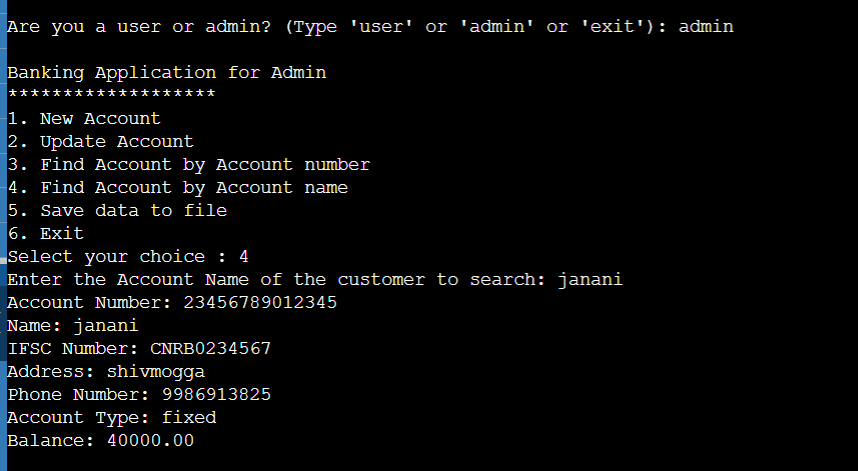 Are you a user or admin? (Type 'user' or 'admin' or 'exit'): admin
Banking Application for Admin
*******************
1. New Account
2. Update Account
3. Find Account by Account number
4. Find Account by Account name
5. Save data to file
6. Exit
Select your choice : 4
Enter the Account Name of the customer to search: janani
Account Number: 23456789012345
Name: janani
IFSC Number: CNRB0234567
Address: shivmogga
Phone Number: 9986913825
Account Type: fixed
Balance: 40000.00